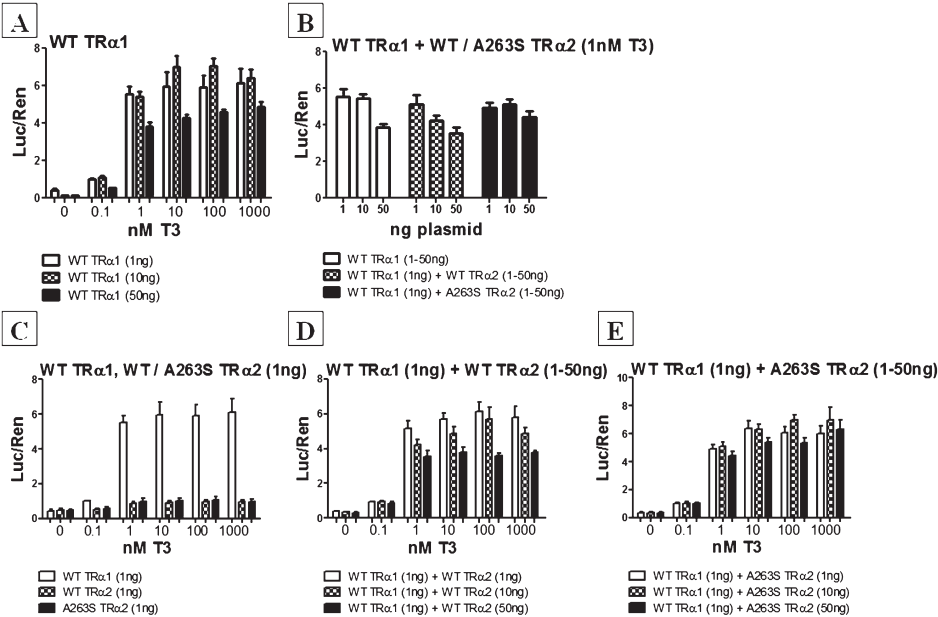 A
WT TRα1
8
6
4
2
0
Luc/Ren
0 0.1 1 10 100 1000
nM T3
WT TRα1 (1ng)
WT TRα1 (10ng)
WT TRα1 (50ng)
B
WT TRα1 + WT / A263S TRα2 (1nM T3)
8
6
4
2
0
Luc/Ren
1 10 50 1 10 50 1 10 50
ng plasmid
WT TRα1 (1-50ng)
WT TRα1 (1ng) + WT TRα2 (1-50ng)
WT TRα1 (1ng) + A263S TRα2 (1-50ng)
C
WT TRα1, WT / A263S TRα2 (1ng)
8
6
4
2
0
Luc/Ren
0 0.1 1 10 100 1000
nM T3
WT TRα1 (1ng)
WT TRα2 (1ng)
A263S TRα2 (1ng)
D
WT TRα1 (1ng) + WT TRα2 (1-50ng)
8
6
4
2
0
Luc/Ren
0 0.1 1 10 100 1000
nM T3
WT TRα1 (1ng) + WT TRα2 (1ng)
WT TRα1 (1ng) + WT TRα2 (10ng)
WT TRα1 (1ng) + WT TRα2 (50ng)
E
WT TRα1 (1ng) + A263S TRα2 (1-50ng)
10
8
6
4
2
0
Luc/Ren
0 0.1 1 10 100 1000
nM T3
WT TRα1 (1ng) + A263S TRα2 (1ng)
WT TRα1 (1ng) + A263S TRα2 (10ng)
WT TRα1 (1ng) + A263S TRα2 (50ng)